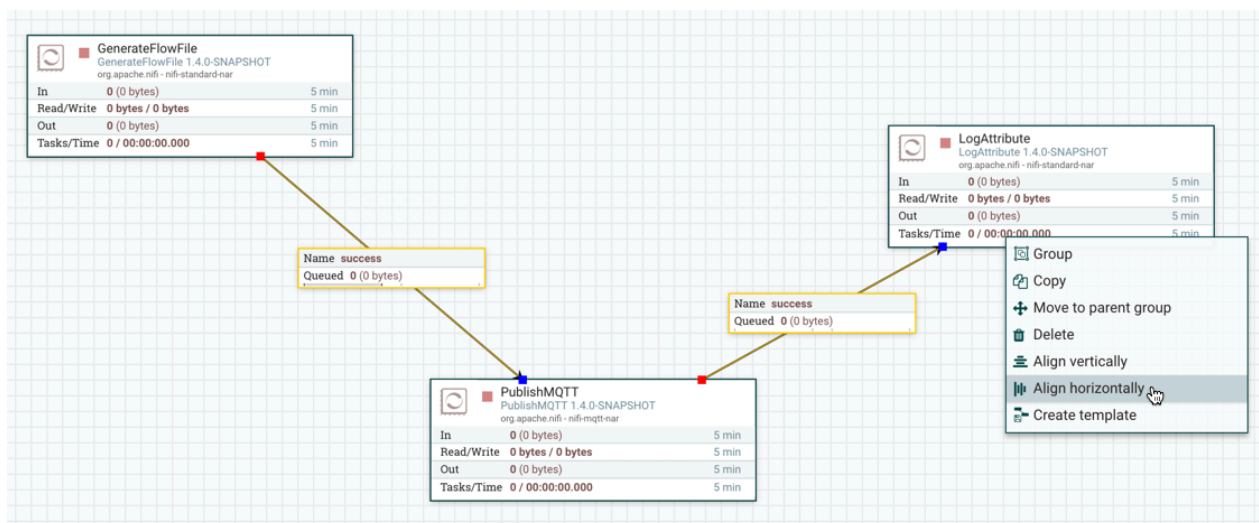 GenerateFlowFile
GenerateFlowFile 1.4.0-SNAPSHOT
org.apache.nifi - nifi-standard-nar
In 0 (0 bytes) 5 min
Read/Write 0 bytes / 0 bytes 5 min
Out 0 (0 bytes) 5 min
Tasks/Time 0 / 00:00:00.000 5 min
Name success
Queued 0 (0 bytes)
PublishMQTT
PublishMQTT 1.4.0-SNAPSHOT
org.apache.nifi - nifi-mqtt-nar
In 0 (0 bytes) 5 min
Read/Write 0 bytes / 0 bytes 5 min
Out 0 (0 bytes) 5 min
Tasks/Time 0 / 00:00:00.000 5 min
Name success
Queued 0 (0 bytes)
LogAttribute
LogAttribute 1.4.0-SNAPSHOT
org.apache.nifi - nifi-standard-nar
In 0 (0 bytes) 5 min
Read/Write 0 bytes / 0 bytes 5 min
Out 0 (0 bytes) 5 min
Tasks/Time 0 / 00:00:00.000 5 min
Group
Copy
Move to parent group
Delete
Align vertically
Align horizontally
Create template